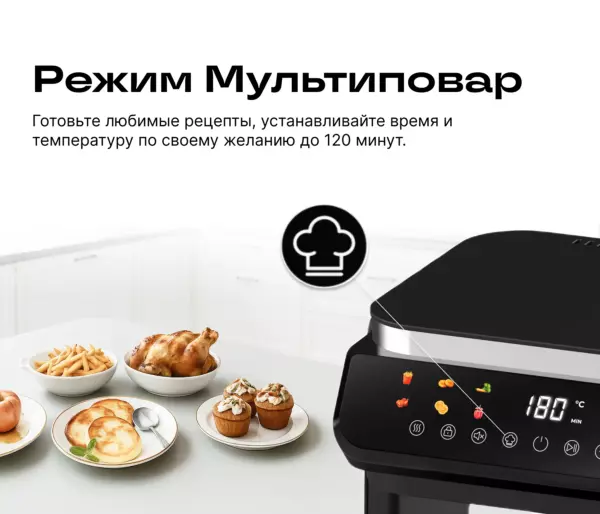 Режим Мультиповар
Готовьте любимые рецепты, устанавливайте время и
температуру по своему желанию до 120 минут.
180 °C
MIN